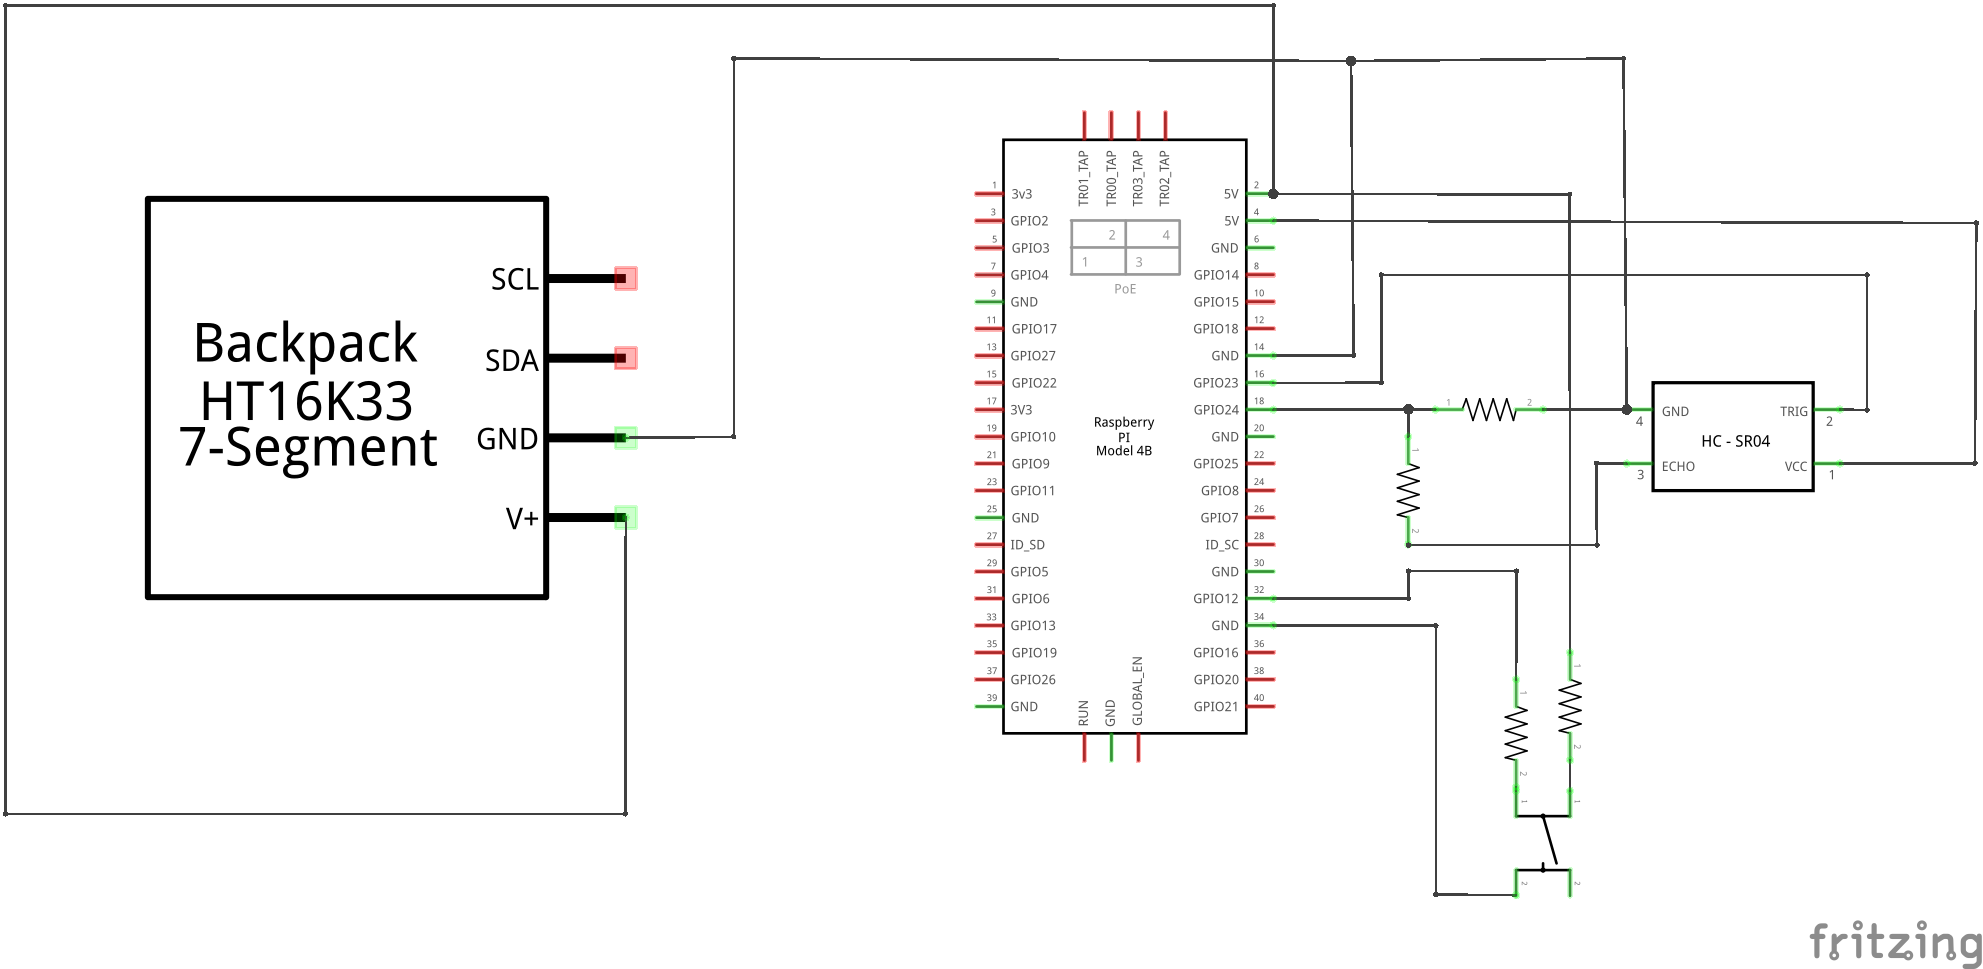 SCL
SDA
GND
V+
Backpack
HT16K33
7-Segment
TR01_TAP
TR00_TAP
TR03_TAP
TR02_TAP
2 4
1 3
PoE
1 3v3
3 GPIO2
5 GPIO3
7 GPIO4
9 GND
11 GPIO17
13 GPIO27
15 GPIO22
17 3V3
19 GPIO10
21 GPIO9
23 GPIO11
25 GND
27 ID_SD
29 GPIO5
31 GPIO6
33 GPIO13
35 GPIO19
37 GPIO26
39 GND
Raspberry
PI
Model 4B
5V 2
5V 4
GND 6
GPIO14 8
GPIO15 10
GPIO18 12
GND 14
GPIO23 16
GPIO24 18
GND 20
GPIO25 22
GPIO8 24
GPIO7 26
ID_SC 28
GND 30
GPIO12 32
GND 34
GPIO16 36
GPIO20 38
GPIO21 40
RUN
GND
GLOBAL_EN
1 2
1
2
GND TRIG
4 2
HC - SR04
ECHO VCC
3 1
1
2
1
2
1 1
2 2
fritzing